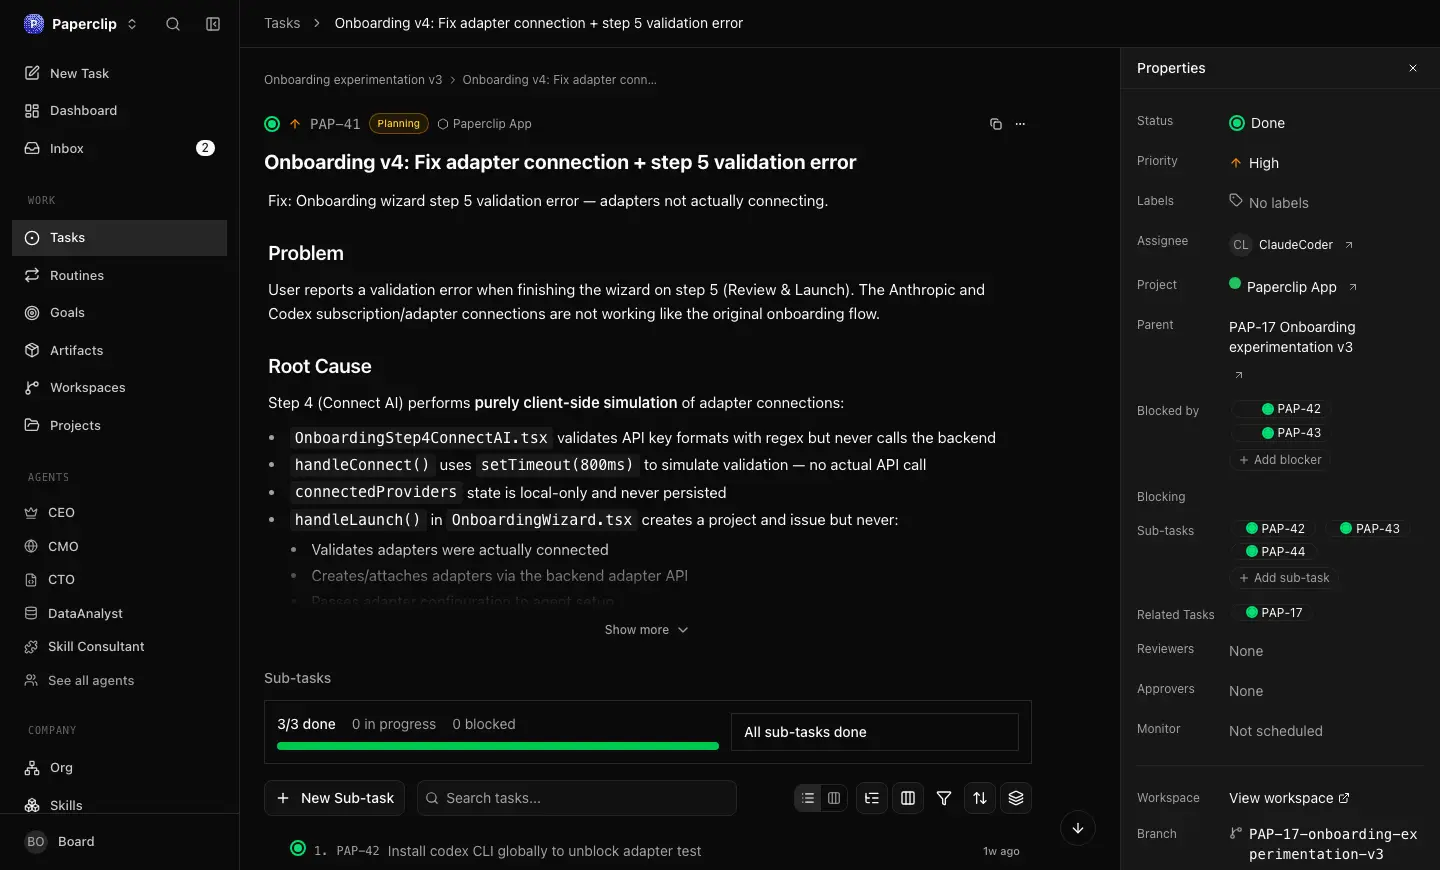 P Paperclip
New Task
Dashboard
Inbox 2
WORK
Tasks
Routines
Goals
Artifacts
Workspaces
Projects
AGENTS
CEO
CMO
CTO
DataAnalyst
Skill Consultant
See all agents
COMPANY
Org
Skills
BO Board
Tasks > Onboarding v4: Fix adapter connection + step 5 validation error
Onboarding experimentation v3 > Onboarding v4: Fix adapter conn...
PAP-41 Planning Paperclip App
Onboarding v4: Fix adapter connection + step 5 validation error
Fix: Onboarding wizard step 5 validation error — adapters not actually connecting.
Problem
User reports a validation error when finishing the wizard on step 5 (Review & Launch). The Anthropic and
Codex subscription/adapter connections are not working like the original onboarding flow.
Root Cause
Step 4 (Connect AI) performs purely client-side simulation of adapter connections:
• OnboardingStep4ConnectAI.tsx validates API key formats with regex but never calls the backend
• handleConnect() uses setTimeout(800ms) to simulate validation — no actual API call
• connectedProviders state is local-only and never persisted
• handleLaunch() in OnboardingWizard.tsx creates a project and issue but never:
• Validates adapters were actually connected
• Creates/attaches adapters via the backend adapter API
• Passes adapter configuration to agent setup
Show more
Sub-tasks
3/3 done 0 in progress 0 blocked
All sub-tasks done
+ New Sub-task
Search tasks...
1. PAP-42 Install codex CLI globally to unblock adapter test 1w ago
Properties
Status Done
Priority High
Labels No labels
Assignee CL ClaudeCoder
Project Paperclip App
Parent PAP-17 Onboarding
experimentation v3
Blocked by PAP-42
PAP-43
+ Add blocker
Blocking
Sub-tasks PAP-42 PAP-43
PAP-44
+ Add sub-task
Related Tasks PAP-17
Reviewers None
Approvers None
Monitor Not scheduled
Workspace View workspace
Branch PAP-17-onboarding-ex
perimentation-v3